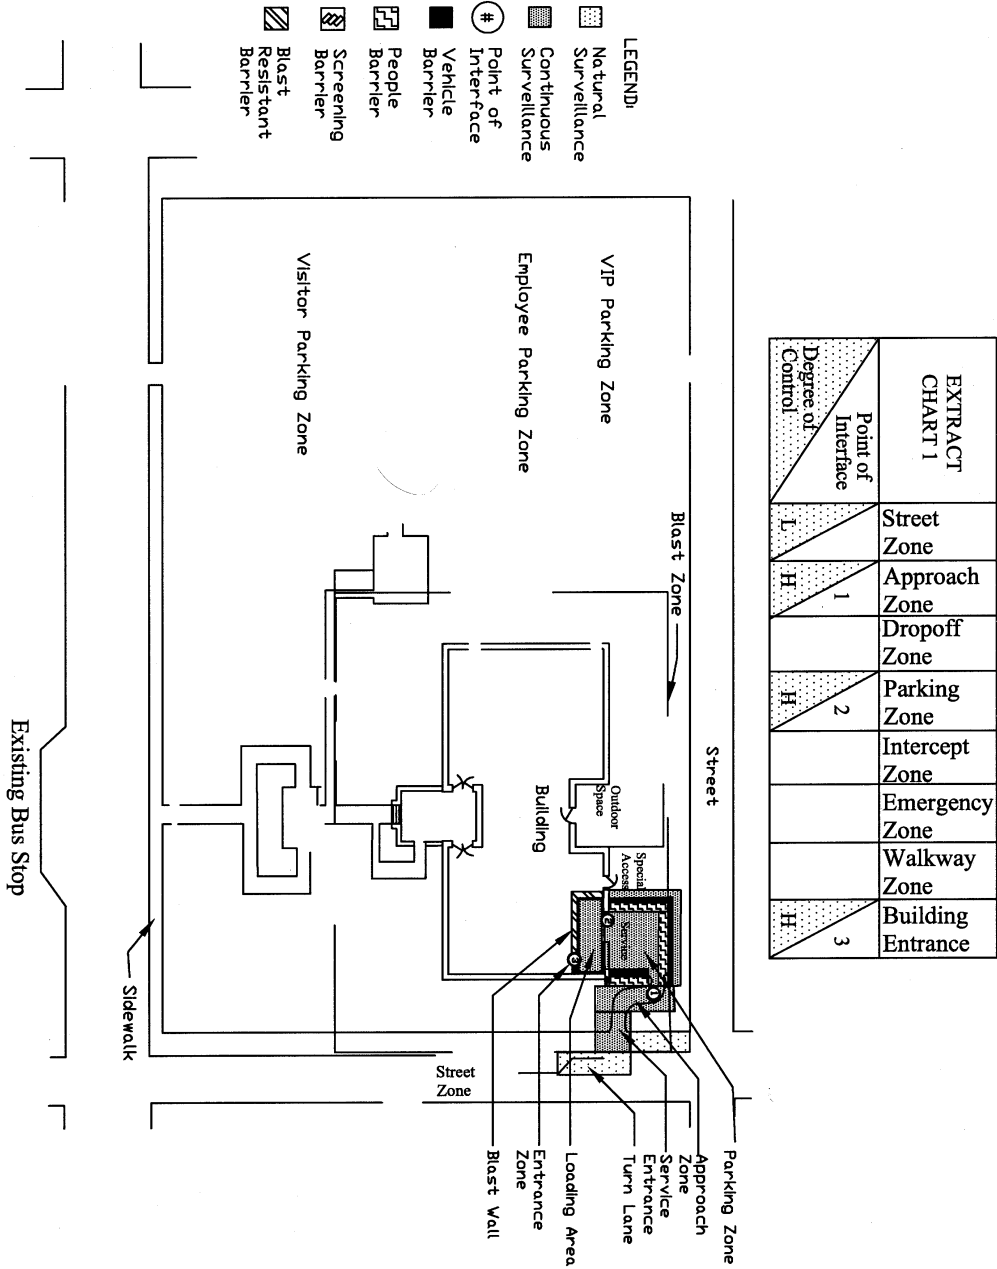 EXTRACT
CHART 1
Point of
Interface
Degree of
Control
Street
Zone
L
Approach
Zone
1
H
Dropoff
Zone
Parking
Zone
2
H
Intercept
Zone
Emergency
Zone
Walkway
Zone
Building
Entrance
3
H
LEGEND:
Natural
Surveillance
Continuous
Surveillance
#
Point of
Interface
Vehicle
Barrier
People
Barrier
Screening
Barrier
Blast
Resistant
Barrier
Street
Blast Zone
VIP Parking Zone
Employee Parking Zone
Visitor Parking Zone
Outdoor
Space
Building
Special
Access
Service
1
2
3
Parking Zone
Approach
Zone
Service
Entrance
Turn Lane
Loading Area
Entrance
Zone
Blast Wall
Street
Zone
Sidewalk
Existing Bus Stop